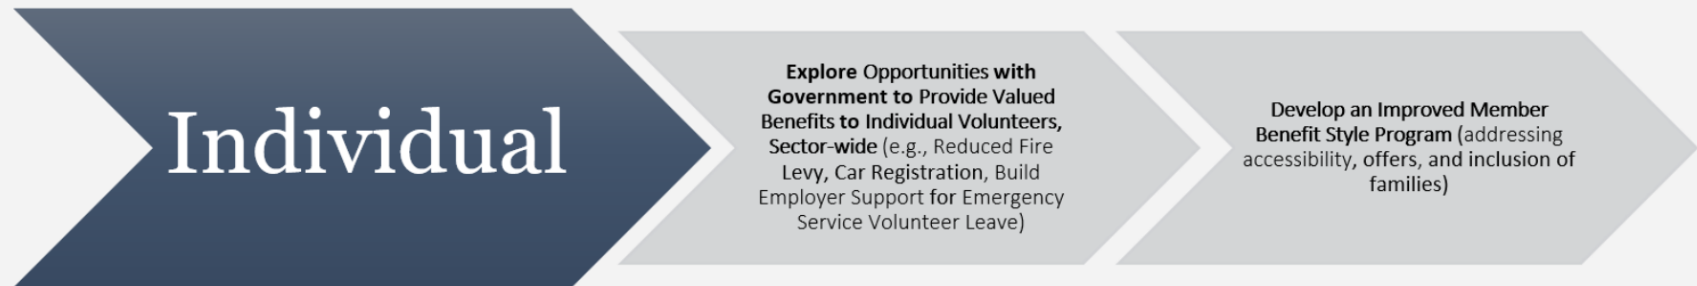 Individual
Explore Opportunities with
Government to Provide Valued
Benefits to Individual Volunteers,
Sector-wide (e.g., Reduced Fire
Levy, Car Registration, Build
Employer Support for Emergency
Service Volunteer Leave)
Develop an Improved Member
Benefit Style Program (addressing
accessibility, offers, and inclusion of
families)